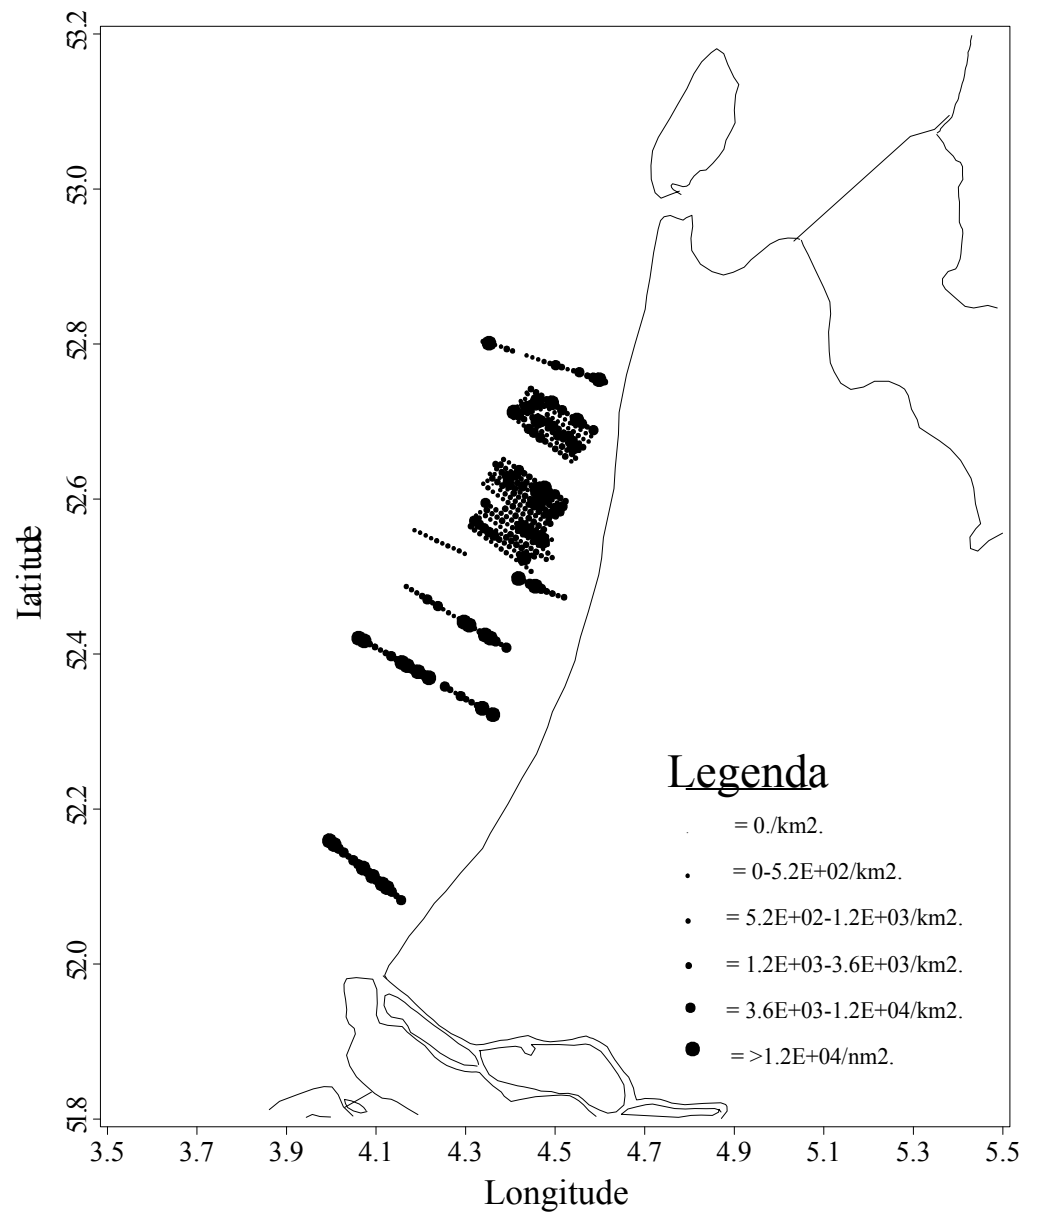 53.2
53.0
52.8
52.6
52.4
52.2
52.0
51.8
Latitude
Legenda
= 0./km2.
= 0-5.2E+02/km2.
= 5.2E+02-1.2E+03/km2.
= 1.2E+03-3.6E+03/km2.
= 3.6E+03-1.2E+04/km2.
= >1.2E+04/nm2.
3.5 3.7 3.9 4.1 4.3 4.5 4.7 4.9 5.1 5.3 5.5
Longitude